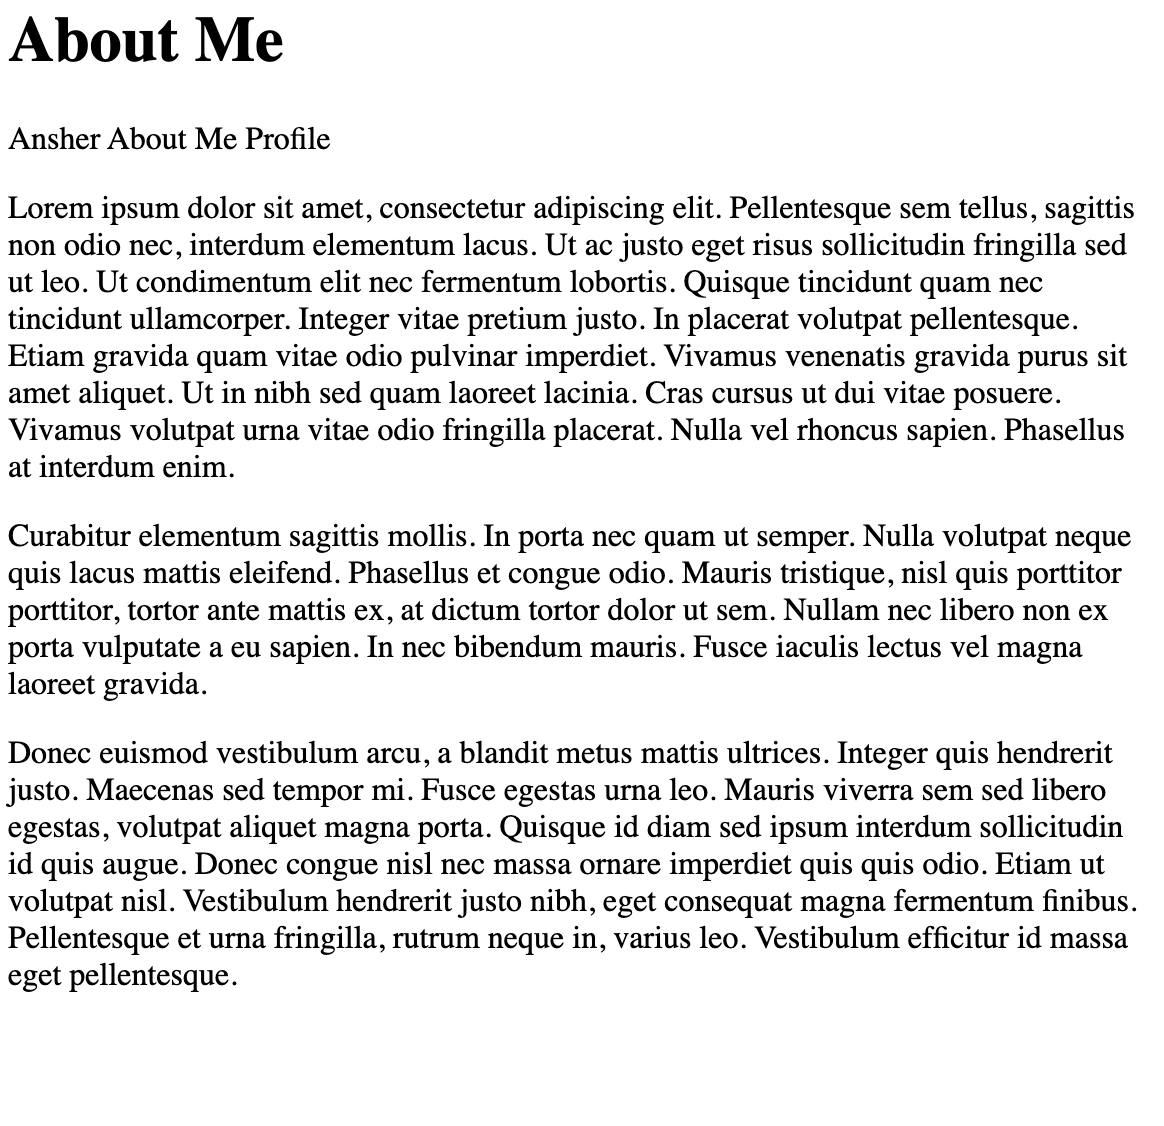 About Me
Ansher About Me Profile
Lorem ipsum dolor sit amet, consectetur adipiscing elit. Pellentesque sem tellus, sagittis
non odio nec, interdum elementum lacus. Ut ac justo eget risus sollicitudin fringilla sed
ut leo. Ut condimentum elit nec fermentum lobortis. Quisque tincidunt quam nec
tincidunt ullamcorper. Integer vitae pretium justo. In placerat volutpat pellentesque.
Etiam gravida quam vitae odio pulvinar imperdiet. Vivamus venenatis gravida purus sit
amet aliquet. Ut in nibh sed quam laoreet lacinia. Cras cursus ut dui vitae posuere.
Vivamus volutpat urna vitae odio fringilla placerat. Nulla vel rhoncus sapien. Phasellus
at interdum enim.
Curabitur elementum sagittis mollis. In porta nec quam ut semper. Nulla volutpat neque
quis lacus mattis eleifend. Phasellus et congue odio. Mauris tristique, nisl quis porttitor
porttitor, tortor ante mattis ex, at dictum tortor dolor ut sem. Nullam nec libero non ex
porta vulputate a eu sapien. In nec bibendum mauris. Fusce iaculis lectus vel magna
laoreet gravida.
Donec euismod vestibulum arcu, a blandit metus mattis ultrices. Integer quis hendrerit
justo. Maecenas sed tempor mi. Fusce egestas urna leo. Mauris viverra sem sed libero
egestas, volutpat aliquet magna porta. Quisque id diam sed ipsum interdum sollicitudin
id quis augue. Donec congue nisl nec massa ornare imperdiet quis quis odio. Etiam ut
volutpat nisl. Vestibulum hendrerit justo nibh, eget consequat magna fermentum finibus.
Pellentesque et urna fringilla, rutrum neque in, varius leo. Vestibulum efficitur id massa
eget pellentesque.